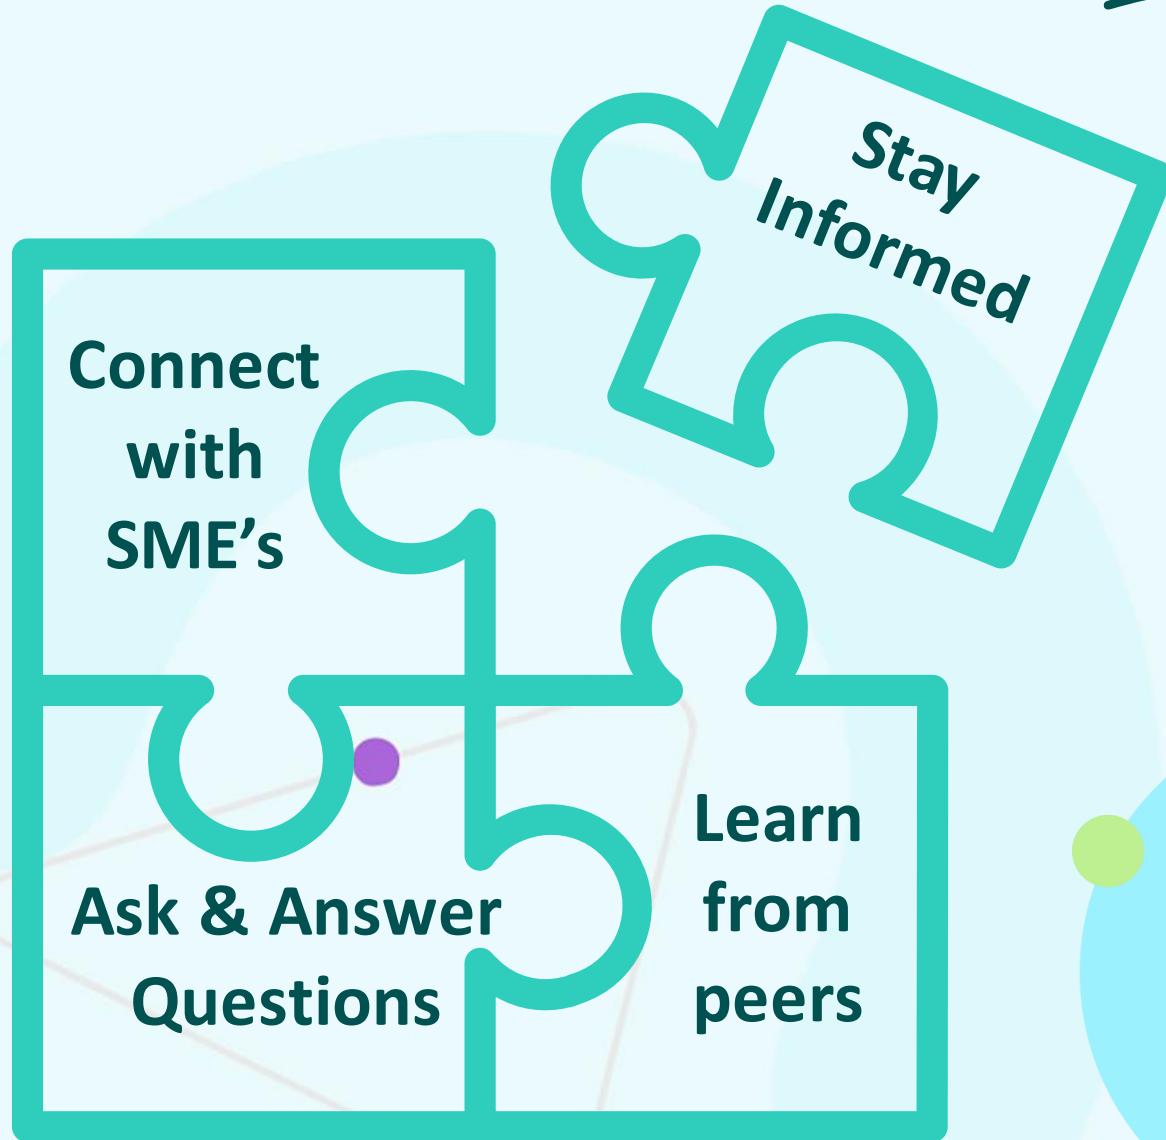 Stay
Informed
Connect
with
SME’s
Ask & Answer
Questions
Learn
from
peers